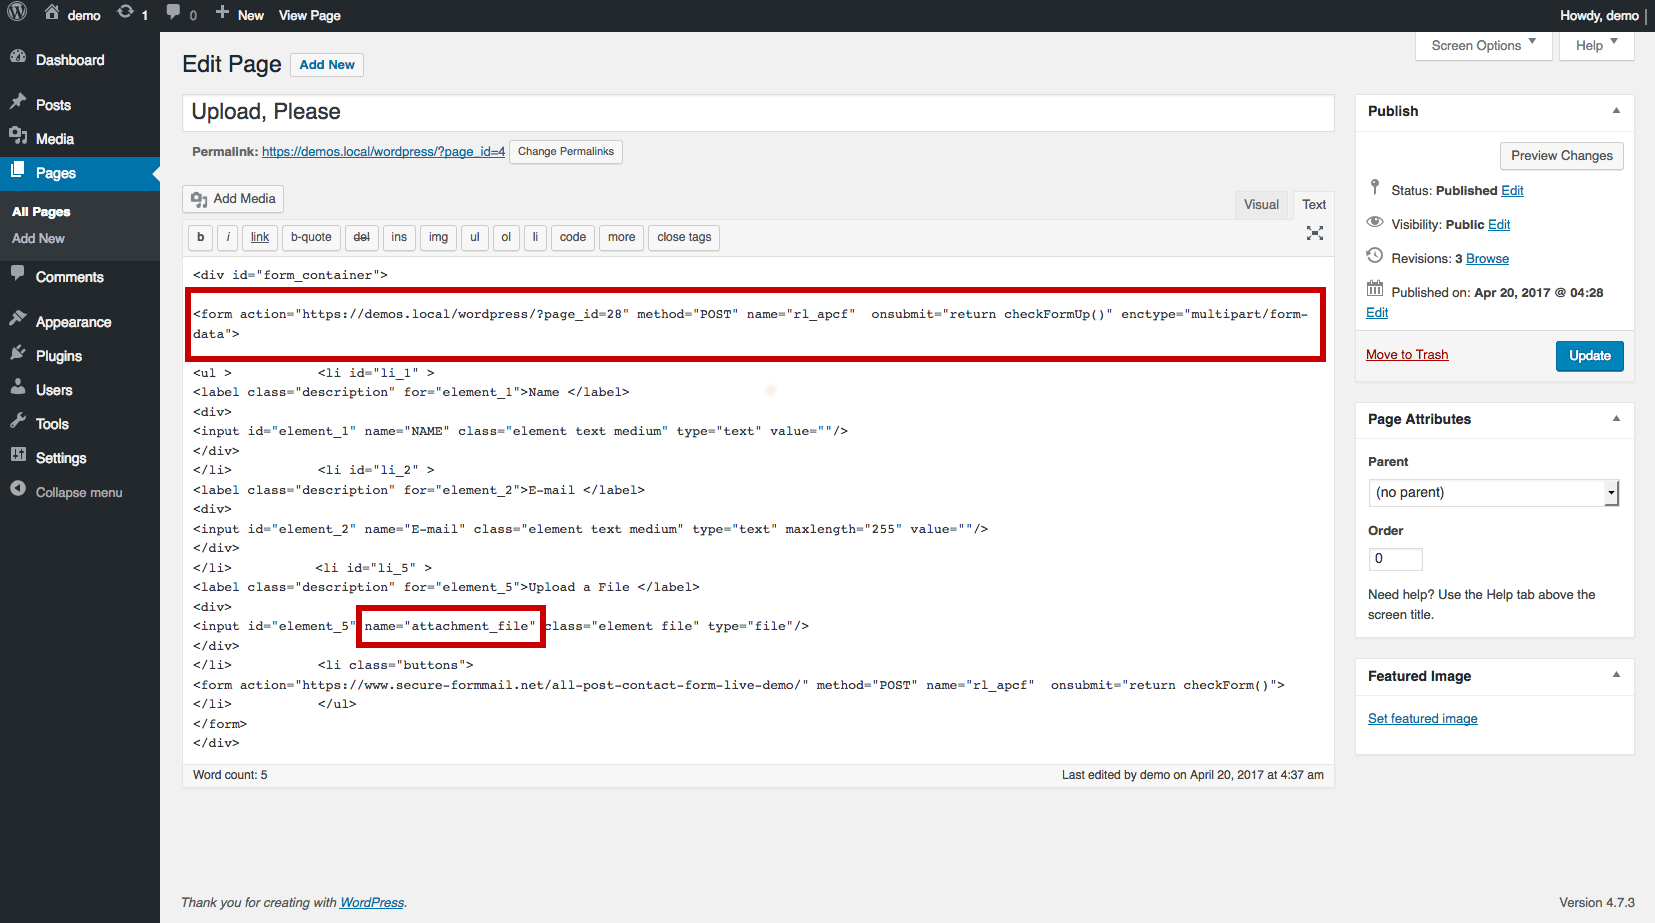 demo 1 0 New View Page Howdy, demo
Screen Options Help
Dashboard
Posts
Media
Pages
All Pages
Add New
Comments
Appearance
Plugins
Users
Tools
Settings
Collapse menu
Edit Page Add New
Upload, Please
Permalink: https://demos.local/wordpress/?page_id=4 Change Permalinks
Add Media
Visual Text
b i link b-quote del ins img ul ol li code more close tags
<div id="form_container">
<form action="https://demos.local/wordpress/?page_id=28" method="POST" name="rl_apcf"  onsubmit="return checkFormUp()" enctype="multipart/form-
data">
<ul >           <li id="li_1" >
<label class="description" for="element_1">Name </label>
<div>
<input id="element_1" name="NAME" class="element text medium" type="text" value=""/>
</div>
</li>           <li id="li_2" >
<label class="description" for="element_2">E-mail </label>
<div>
<input id="element_2" name="E-mail" class="element text medium" type="text" maxlength="255" value=""/>
</div>
</li>           <li id="li_5" >
<label class="description" for="element_5">Upload a File </label>
<div>
<input id="element_5" name="attachment_file" class="element file" type="file"/>
</div>
</li>           <li class="buttons">
<form action="https://www.secure-formmail.net/all-post-contact-form-live-demo/" method="POST" name="rl_apcf"  onsubmit="return checkForm()">
</li>           </ul>
</form>
</div>
Word count: 5 Last edited by demo on April 20, 2017 at 4:37 am
Publish
Preview Changes
Status: Published Edit
Visibility: Public Edit
Revisions: 3 Browse
Published on: Apr 20, 2017 @ 04:28
Edit
Move to Trash Update
Page Attributes
Parent
(no parent)
Order
0
Need help? Use the Help tab above the
screen title.
Featured Image
Set featured image
Thank you for creating with WordPress. Version 4.7.3